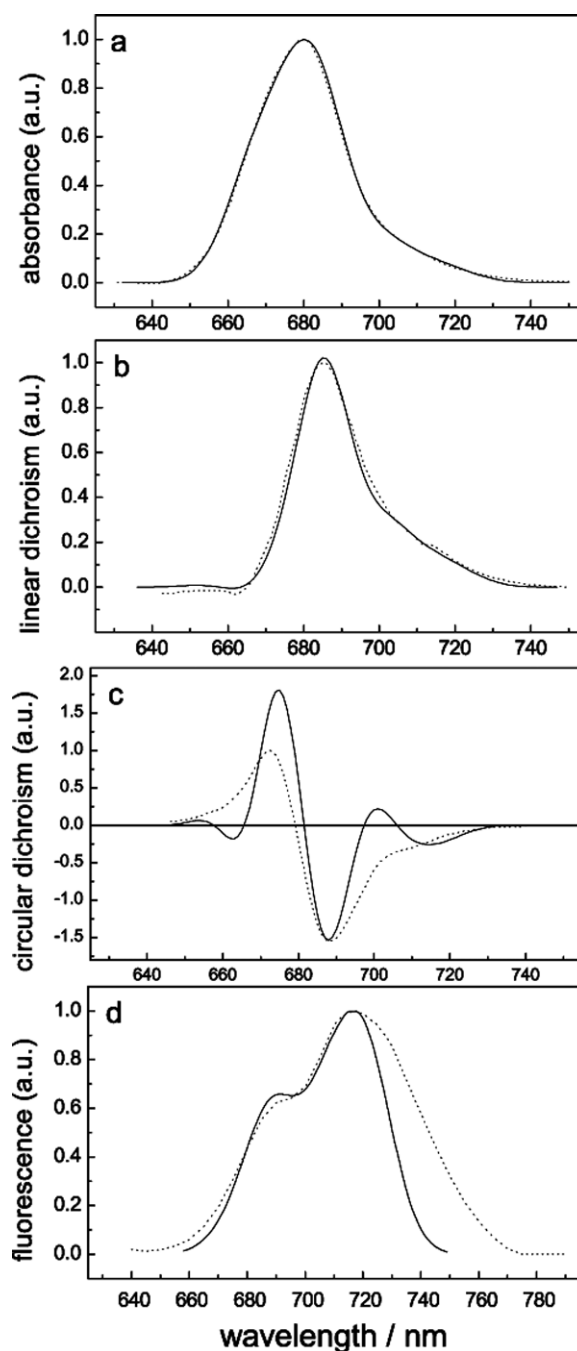 a
absorbance (a.u.)
1.0
0.8
0.6
0.4
0.2
0.0
640 660 680 700 720 740
b
linear dichroism (a.u.)
1.0
0.8
0.6
0.4
0.2
0.0
640 660 680 700 720 740
c
circular dichroism (a.u.)
2.0
1.5
1.0
0.5
0.0
-0.5
-1.0
-1.5
640 660 680 700 720 740
d
fluorescence (a.u.)
1.0
0.8
0.6
0.4
0.2
0.0
640 660 680 700 720 740 760 780
wavelength / nm